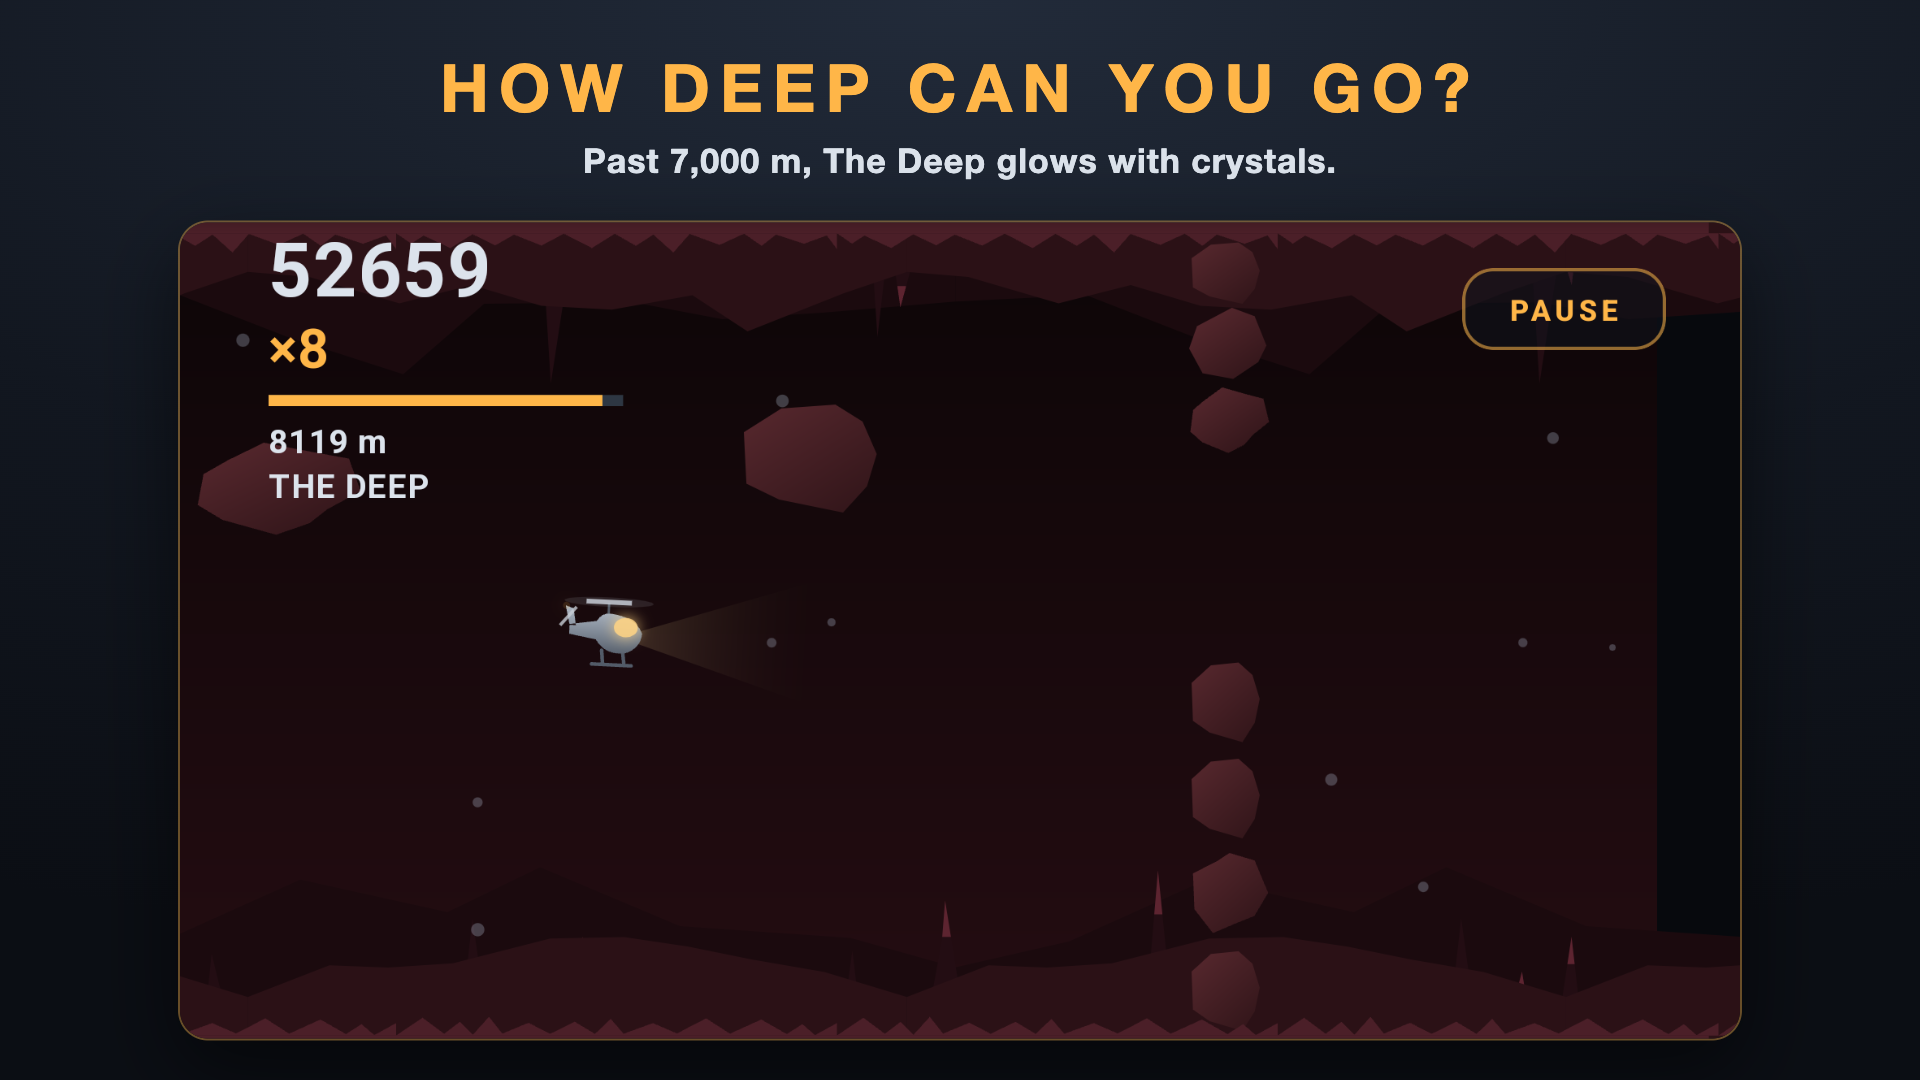 HOW DEEP CAN YOU GO?
Past 7,000 m, The Deep glows with crystals.
52659
×8
PAUSE
8119 m
THE DEEP